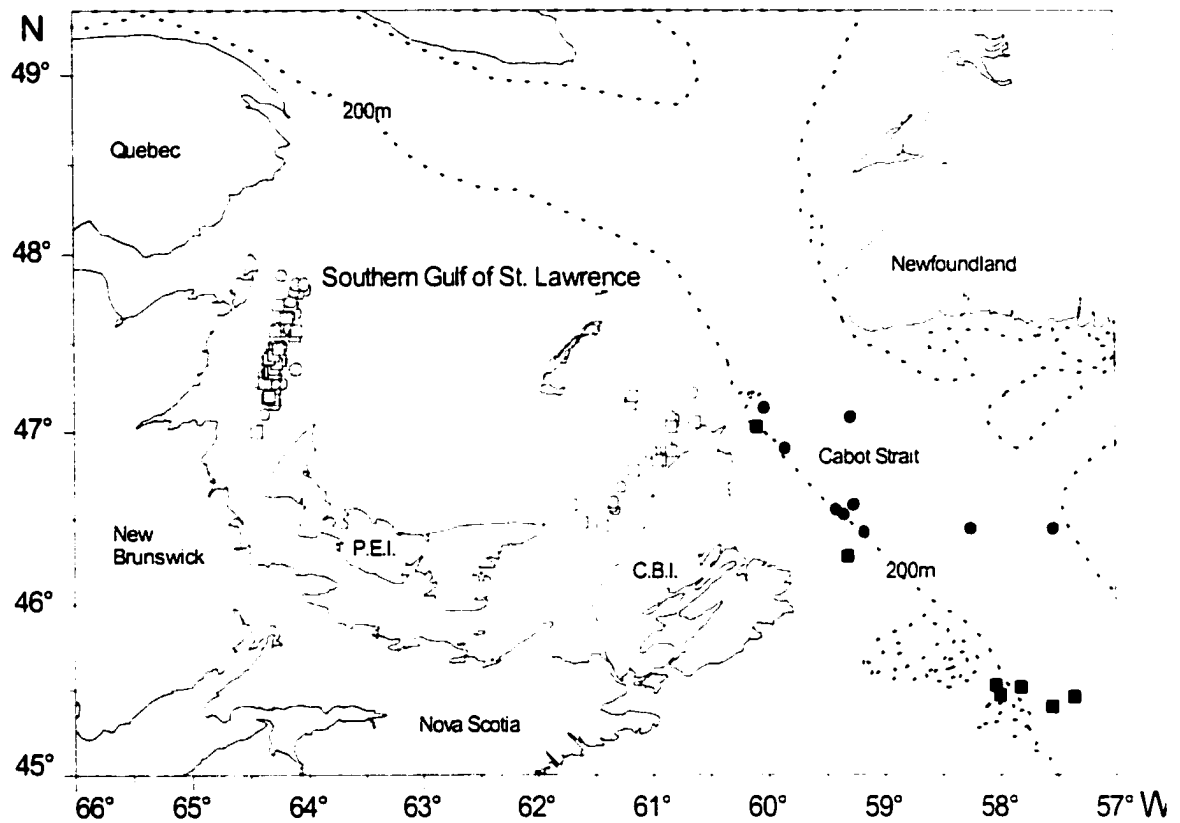 N
49°
200m
Quebec
48°
Southern Gulf of St. Lawrence
Newfoundland
47°
Cabot Strait
New
Brunswick
P.E.I.
C.B.I.
200m
46°
Nova Scotia
45°
66° 65° 64° 63° 62° 61° 60° 59° 58° 57° W